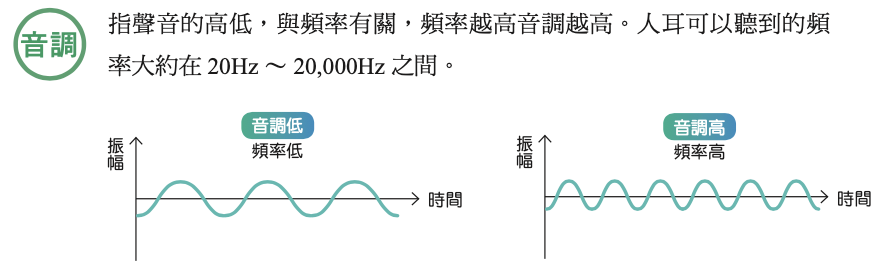 音調
指聲音的高低，與頻率有關，頻率越高音調越高。人耳可以聽到的頻
率大約在 20Hz ～ 20,000Hz 之間。
音調低
頻率低
振幅
時間
音調高
頻率高
振幅
時間